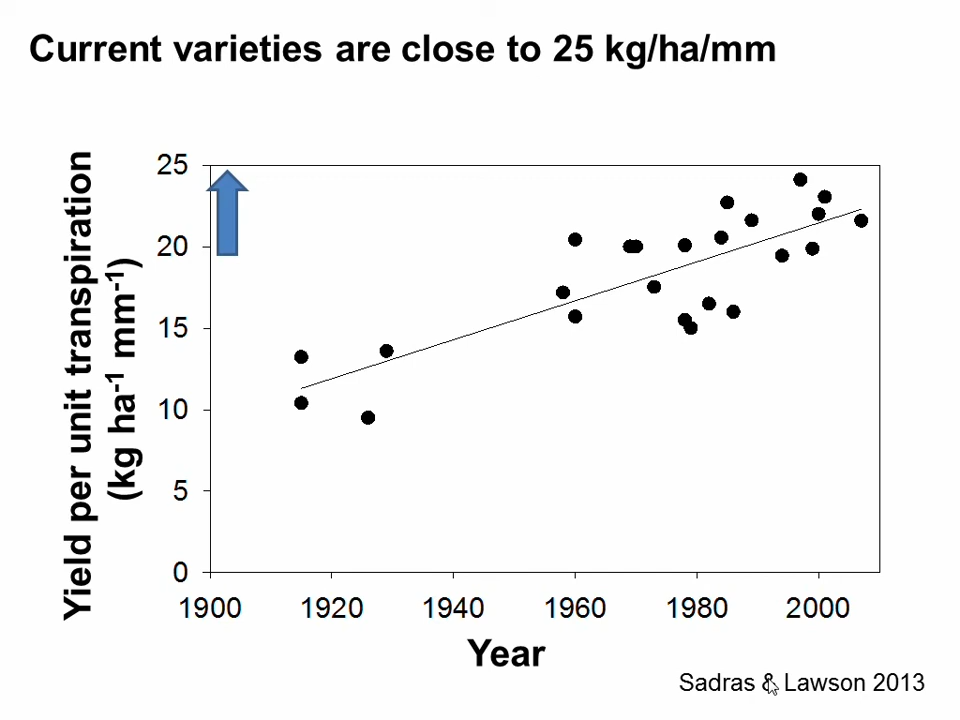 Current varieties are close to 25 kg/ha/mm
Yield per unit transpiration
(kg ha-1 mm-1)
25
20
15
10
5
0
1900 1920 1940 1960 1980 2000
Year
Sadras & Lawson 2013